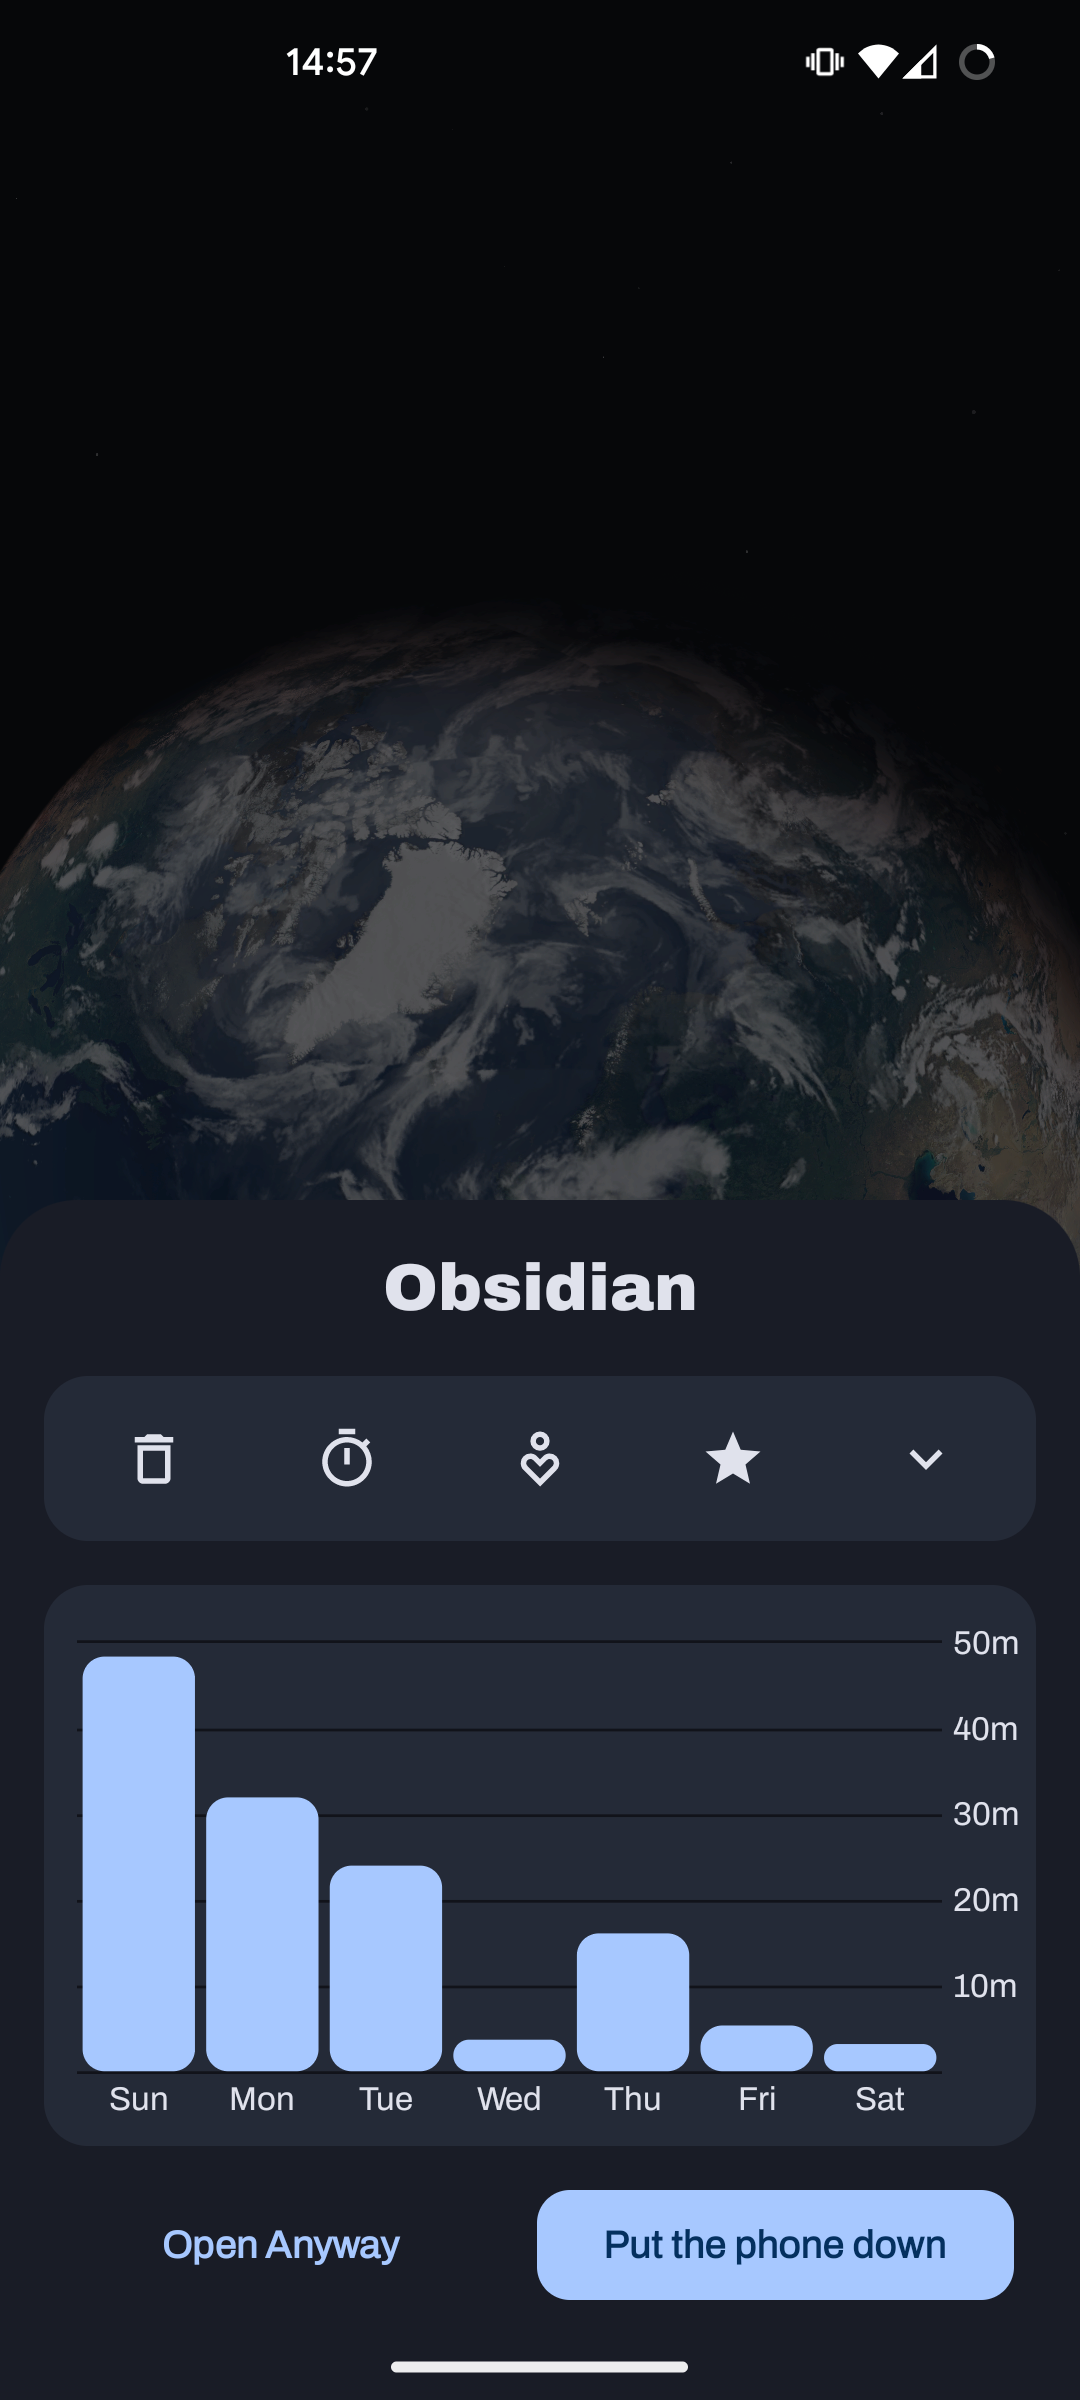 14:57
Obsidian
50m
40m
30m
20m
10m
Sun Mon Tue Wed Thu Fri Sat
Open Anyway Put the phone down